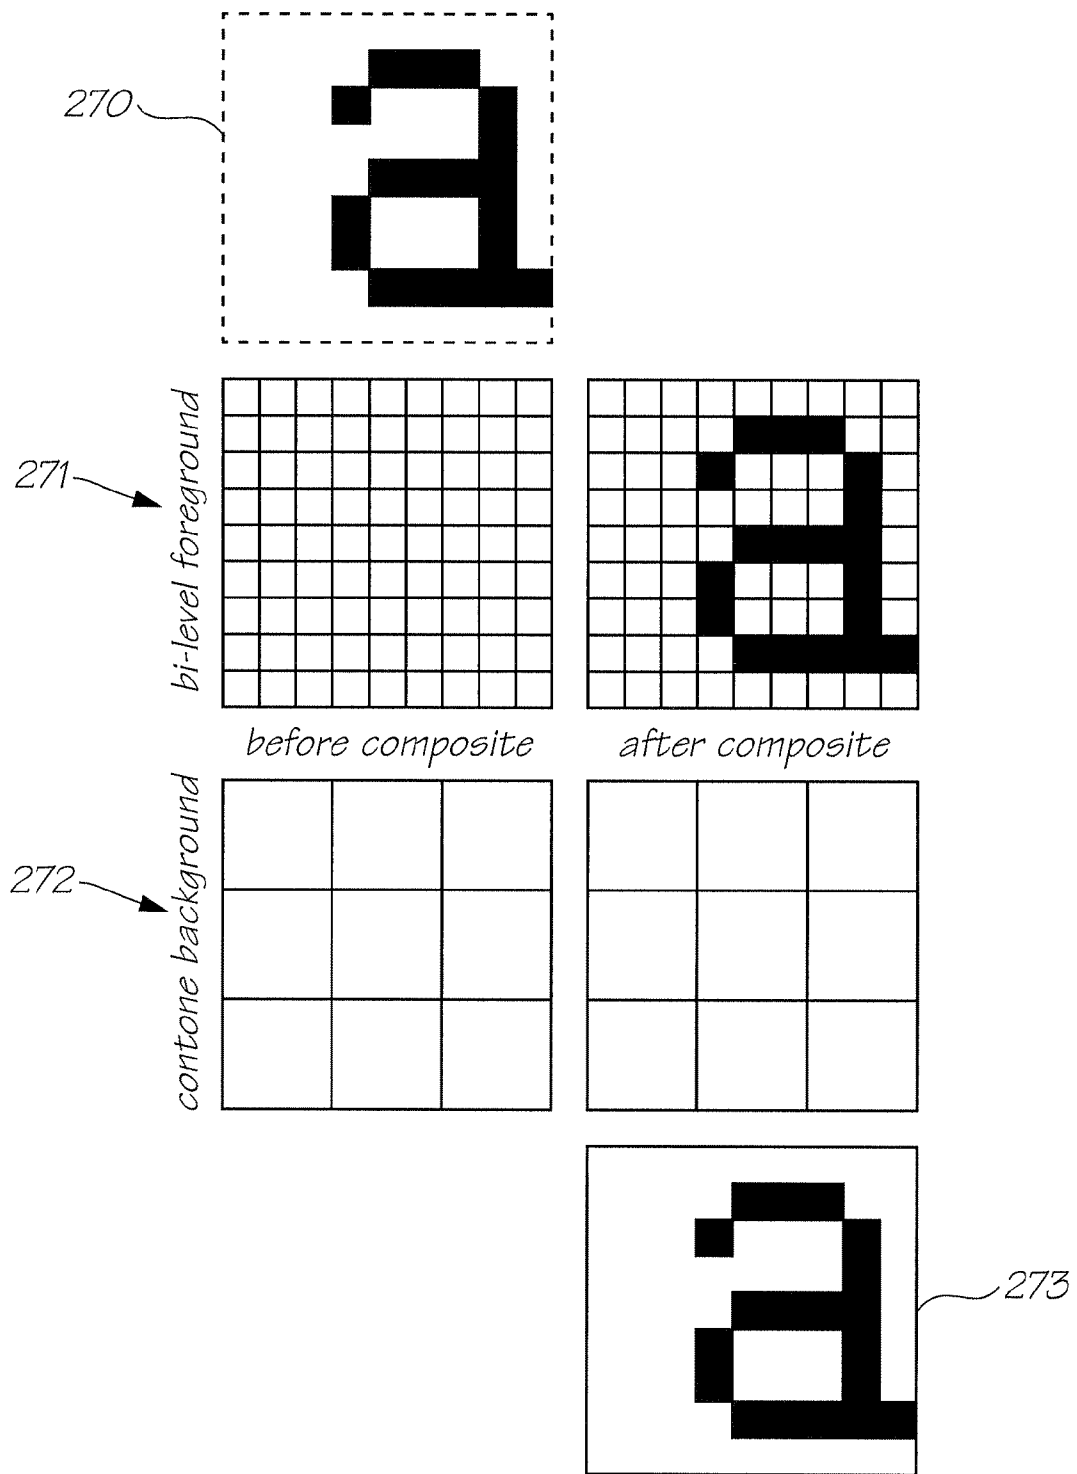 270
a
271
bi-level foreground
a
before composite
after composite
272
contone background
a
273